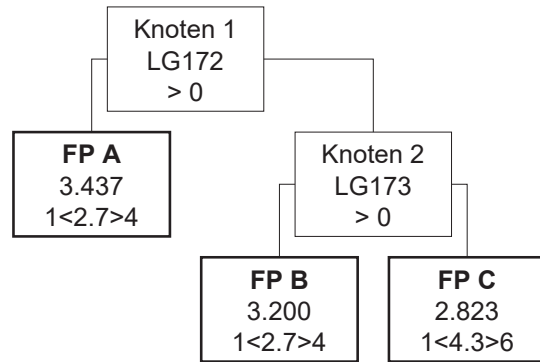 Knoten 1
LG172
> 0
FP A
3.437
1<2.7>4
Knoten 2
LG173
> 0
FP B
3.200
1<2.7>4
FP C
2.823
1<4.3>6